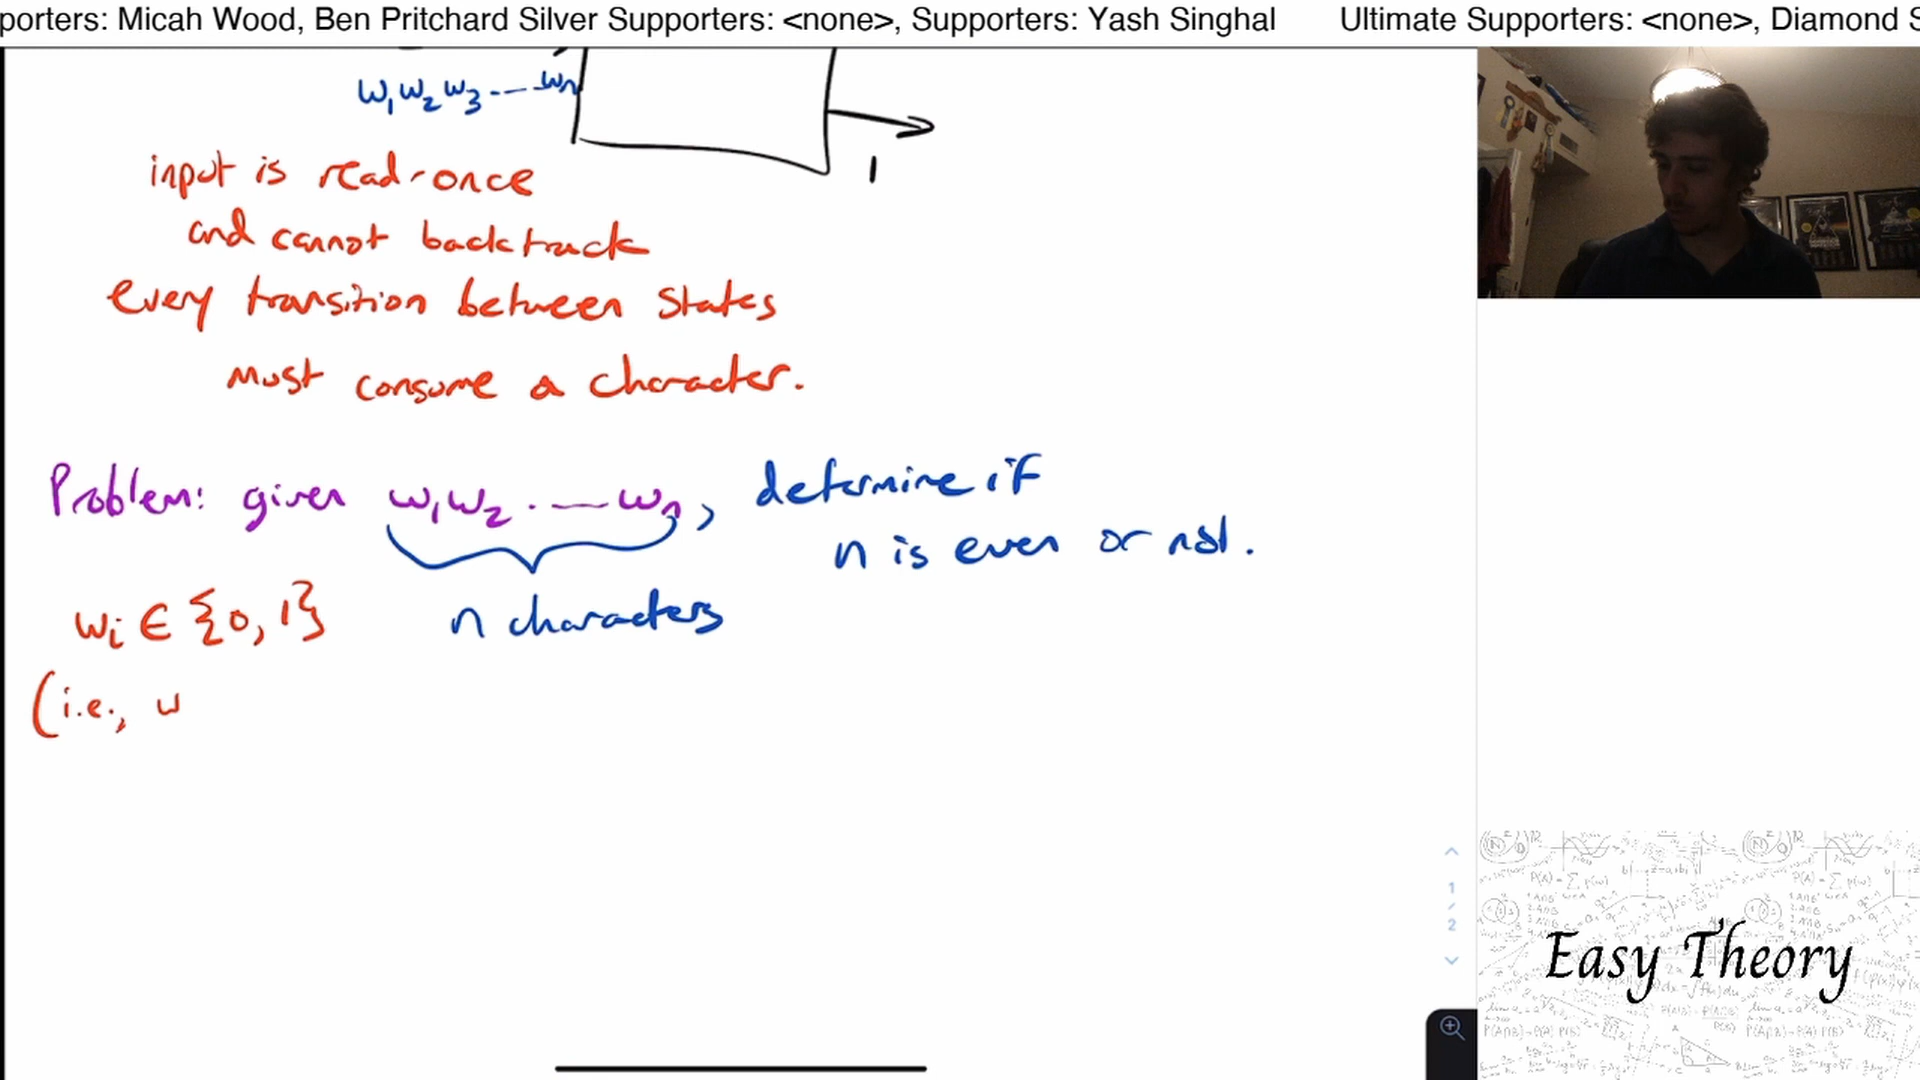 porters: Micah Wood, Ben Pritchard Silver Supporters: <none>, Supporters: Yash Singhal Ultimate Supporters: <none>, Diamond S
w₁w₂w₃ ... wₙ
1
input is read-once
and cannot backtrack
every transition between states
must consume a character.
Problem: given w₁w₂ ... wₙ, determine if
n is even or not.
wᵢ ∈ {0, 1}
n characters
(i.e., w
1
2
Easy Theory